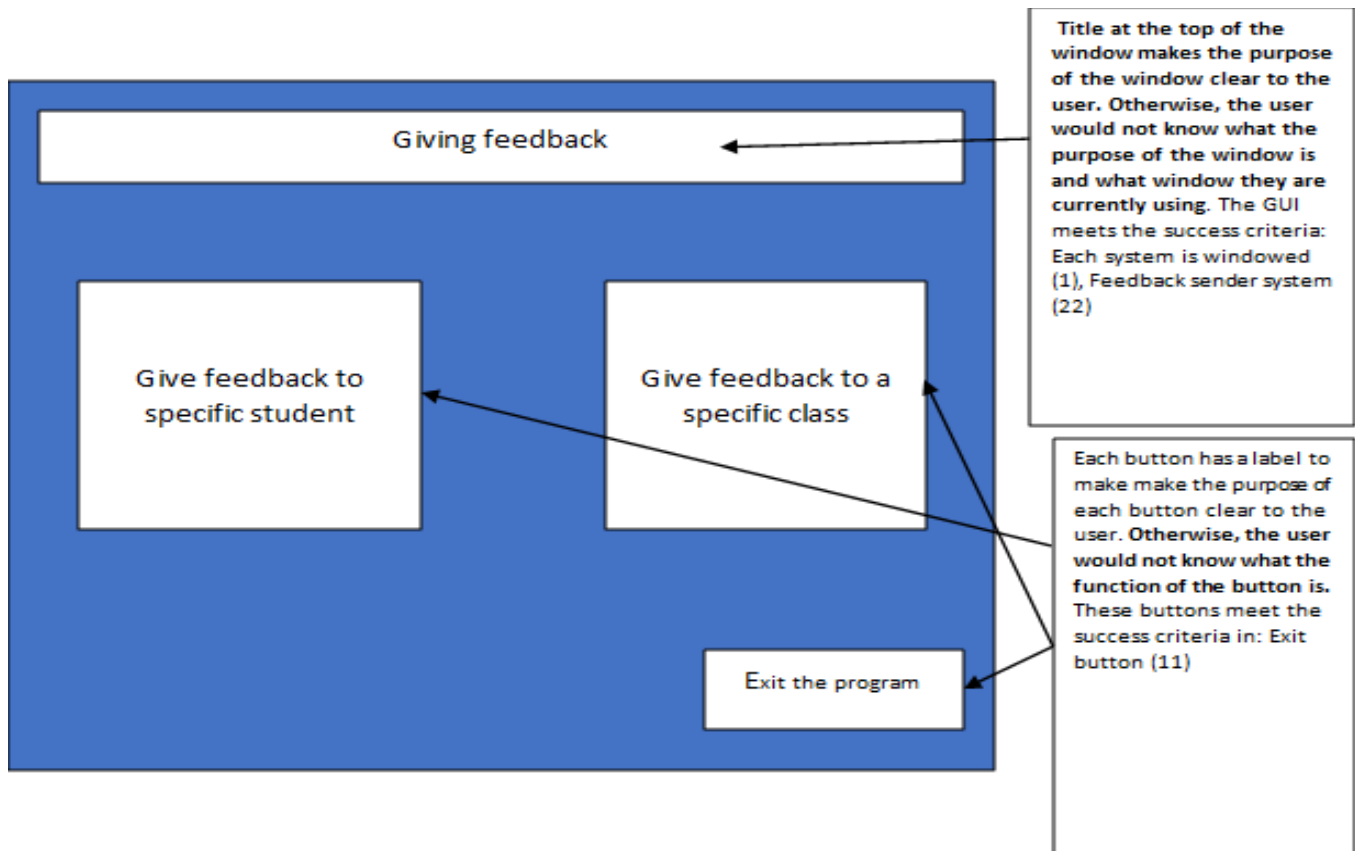 Giving feedback
Give feedback to
specific student
Give feedback to a
specific class
Exit the program
Title at the top of the
window makes the purpose
of the window clear to the
user. Otherwise, the user
would not know what the
purpose of the window is
and what window they are
currently using. The GUI
meets the success criteria:
Each system is windowed
(1), Feedback sender system
(22)
Each button has a label to
make make the purpose of
each button clear to the
user. Otherwise, the user
would not know what the
function of the button is.
These buttons meet the
success criteria in: Exit
button (11)